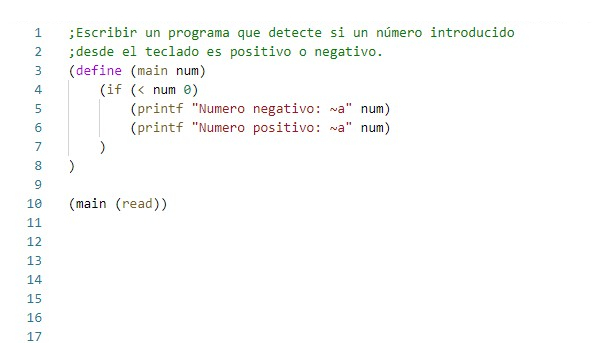 1 ;Escribir un programa que detecte si un número introducido
2 ;desde el teclado es positivo o negativo.
3 (define (main num)
4     (if (< num 0)
5         (printf "Numero negativo: ~a" num)
6         (printf "Numero positivo: ~a" num)
7     )
8 )
9
10 (main (read))
11
12
13
14
15
16
17